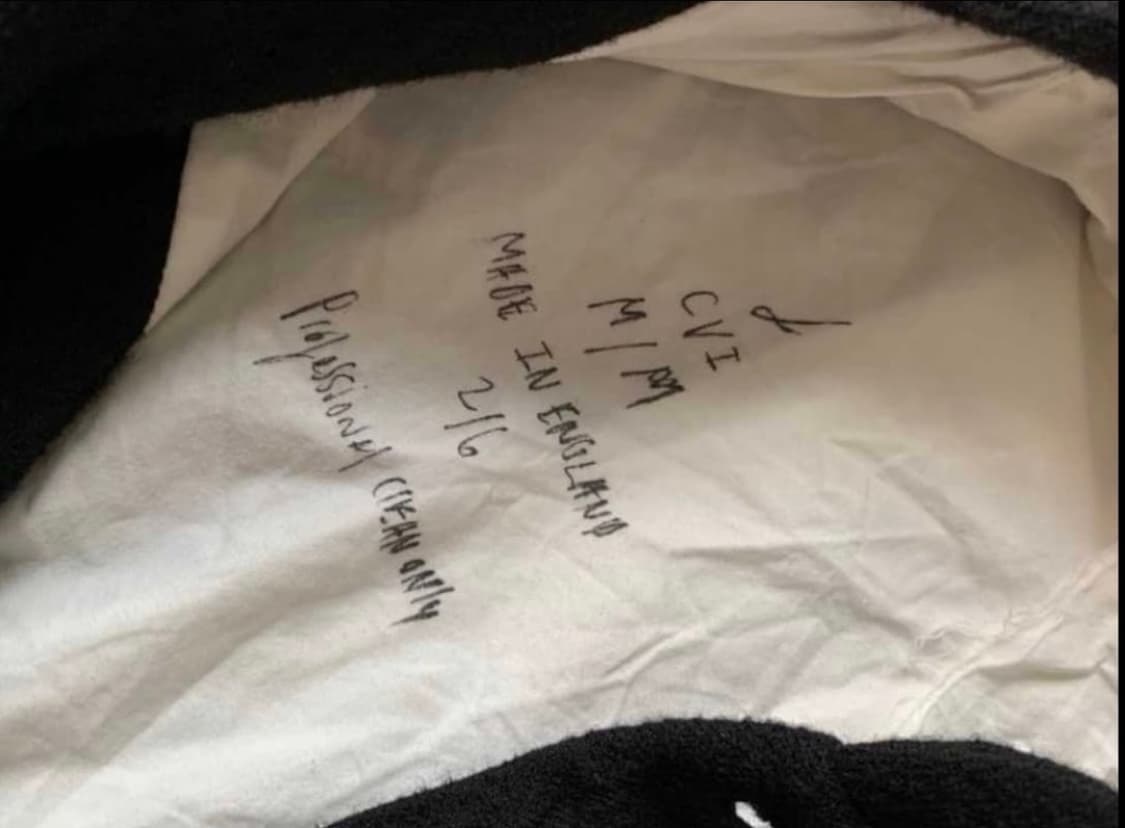 CVI
M/M
MADE IN ENGLAND
2/6
Professional CLEAN ONLY